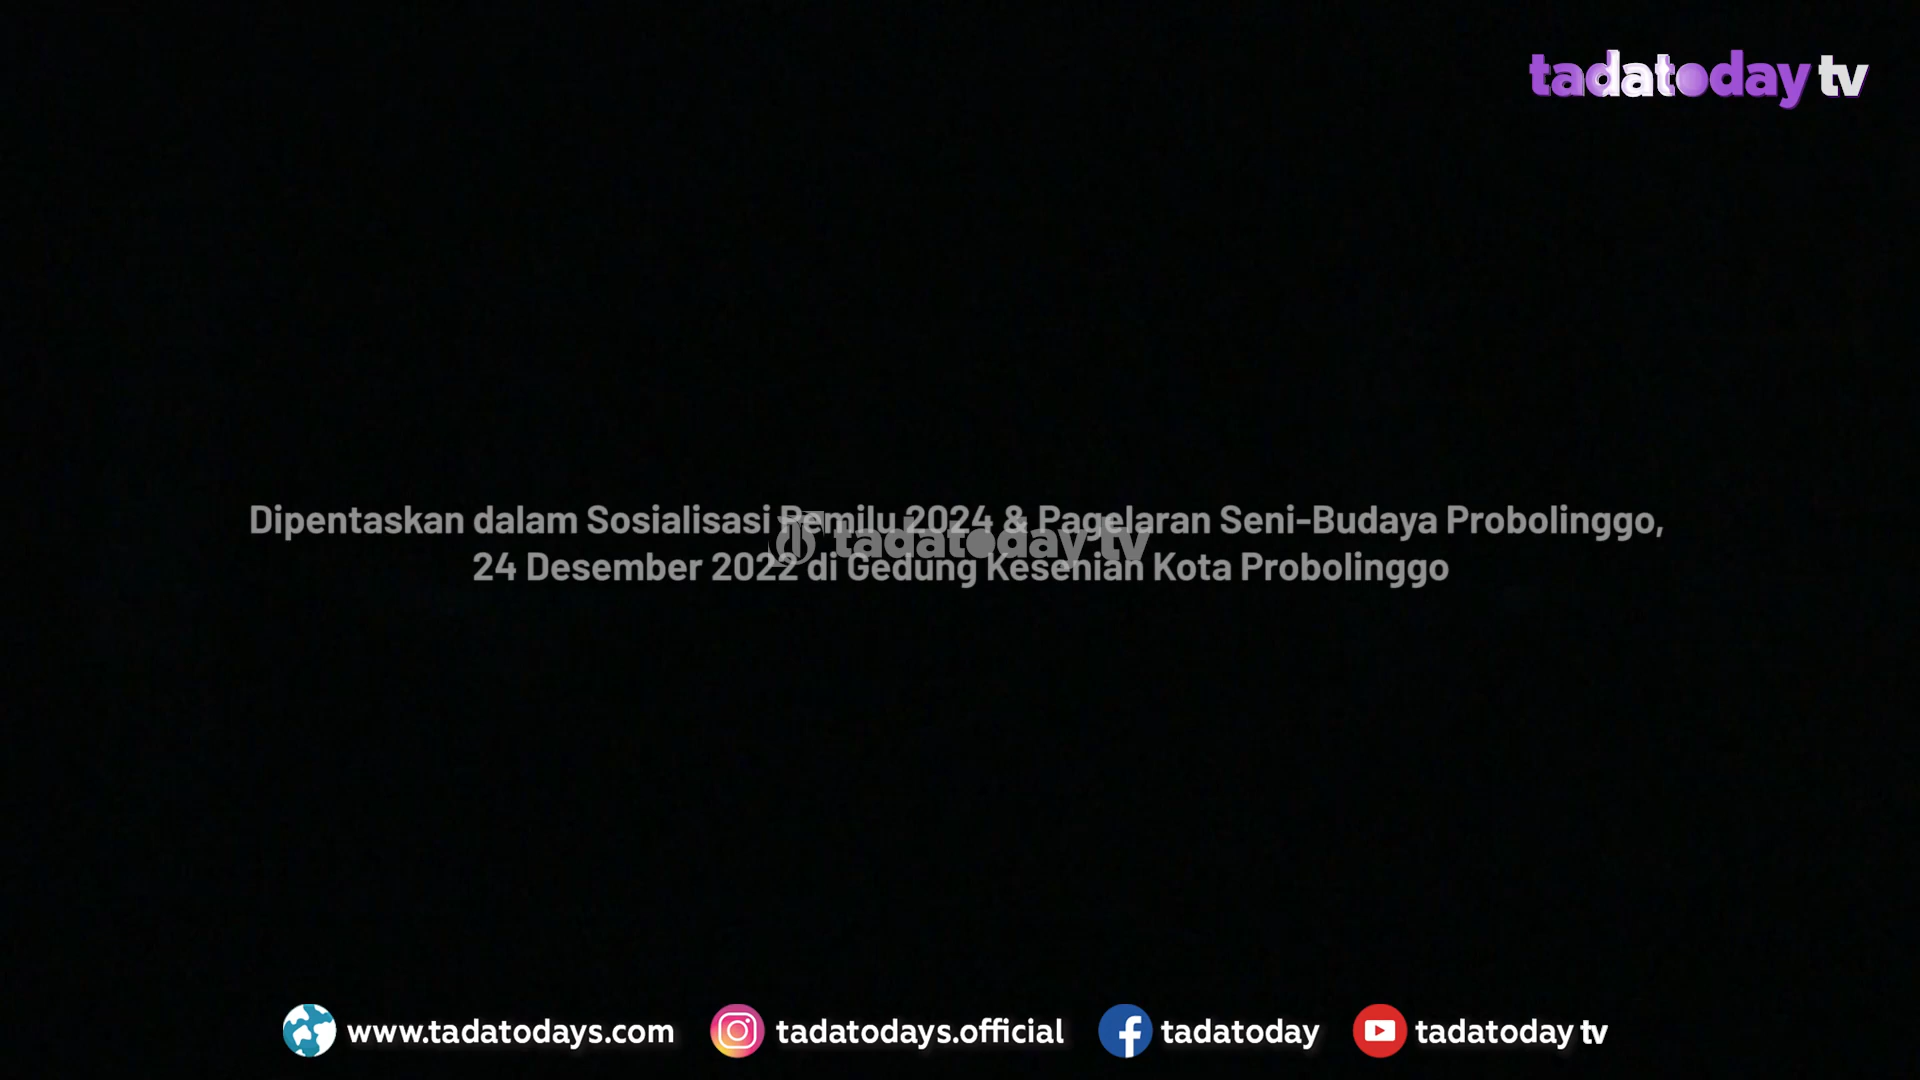 tadatoday tv
Dipentaskan dalam Sosialisasi Pemilu 2024 & Pagelaran Seni-Budaya Probolinggo,
tadatoday tv
24 Desember 2022 di Gedung Kesenian Kota Probolinggo
www.tadatodays.com tadatodays.official tadatoday tadatoday tv